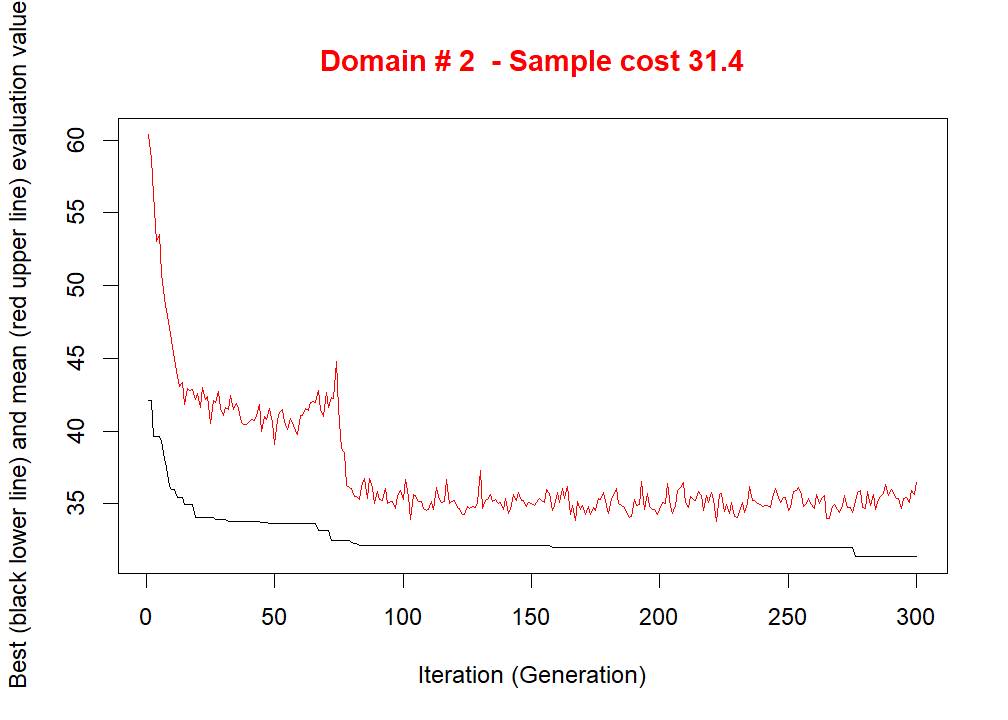 Domain # 2  - Sample cost 31.4
Best (black lower line) and mean (red upper line) evaluation value
60
55
50
45
40
35
0 50 100 150 200 250 300
Iteration (Generation)